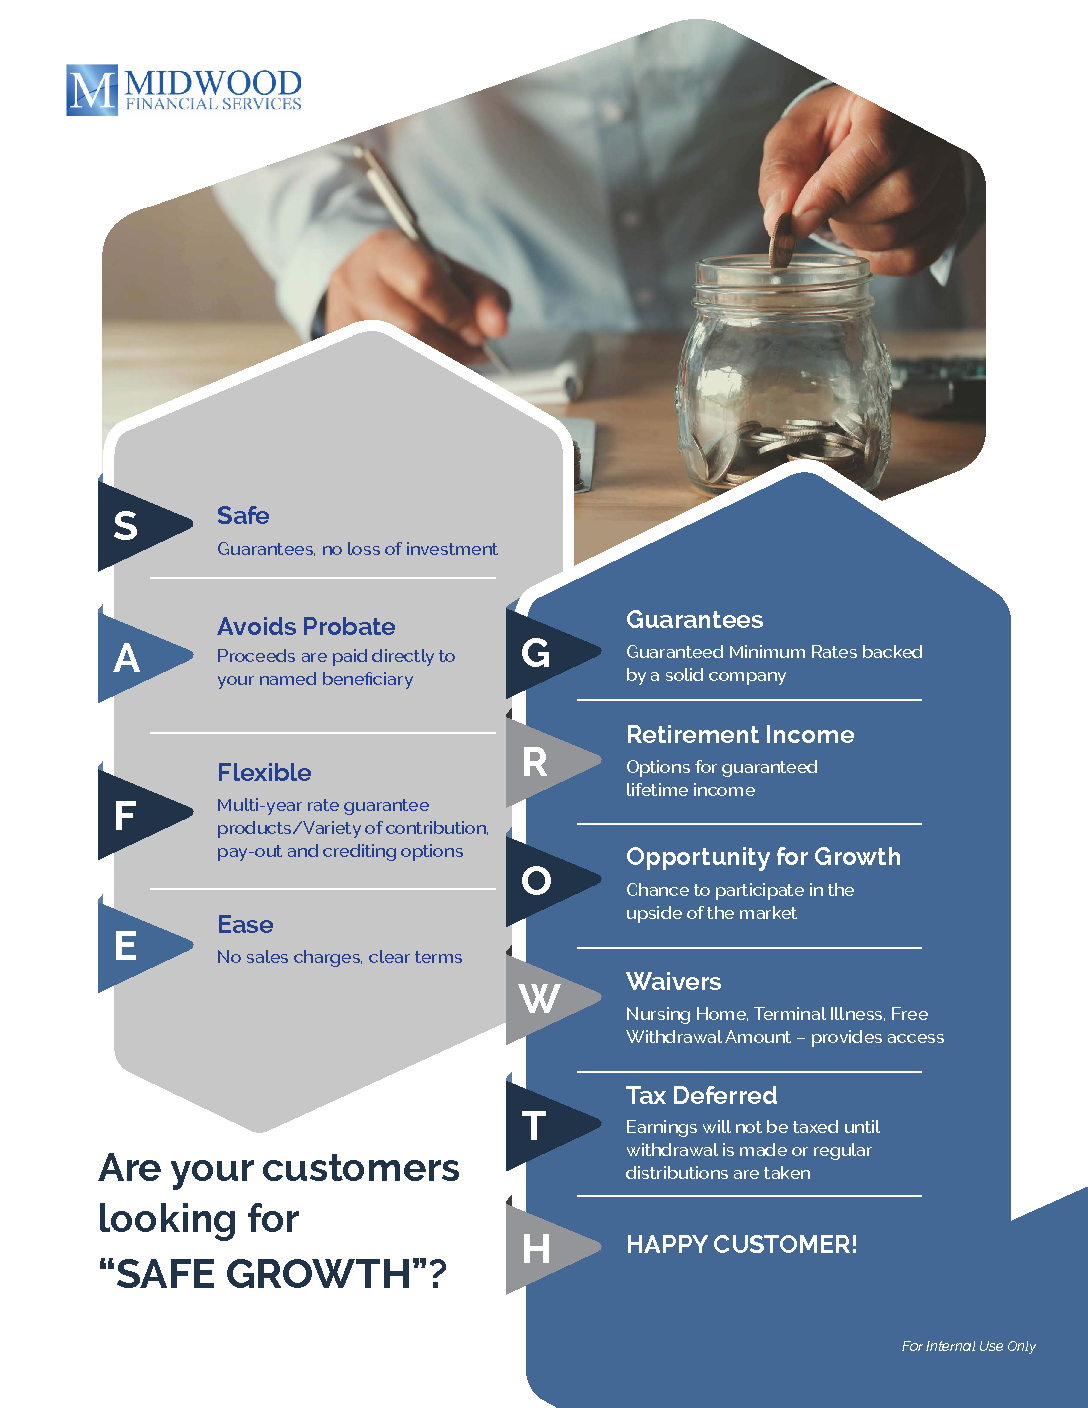 M MIDWOOD
FINANCIAL SERVICES
S
Safe
Guarantees, no loss of investment
A
Avoids Probate
Proceeds are paid directly to
your named beneficiary
F
Flexible
Multi-year rate guarantee
products/Variety of contribution,
pay-out and crediting options
E
Ease
No sales charges, clear terms
G
Guarantees
Guaranteed Minimum Rates backed
by a solid company
R
Retirement Income
Options for guaranteed
lifetime income
O
Opportunity for Growth
Chance to participate in the
upside of the market
W
Waivers
Nursing Home, Terminal Illness, Free
Withdrawal Amount – provides access
T
Tax Deferred
Earnings will not be taxed until
withdrawal is made or regular
distributions are taken
H
HAPPY CUSTOMER!
Are your customers
looking for
“SAFE GROWTH”?
For Internal Use Only